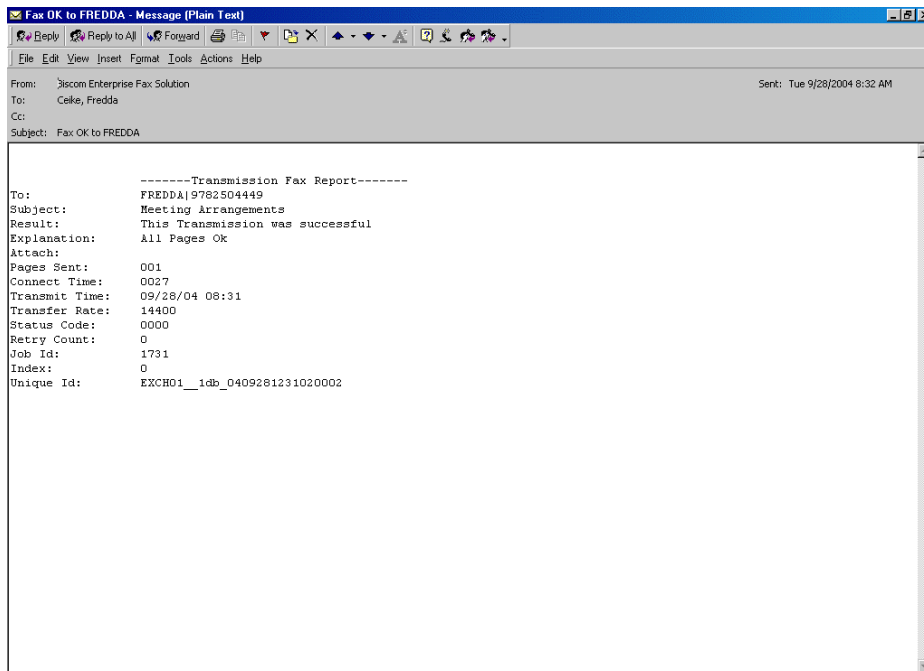 Fax OK to FREDDA - Message (Plain Text)
Reply Reply to All Forward
File Edit View Insert Format Tools Actions Help
From: Biscom Enterprise Fax Solution Sent: Tue 9/28/2004 8:32 AM
To: Ceike, Fredda
Cc:
Subject: Fax OK to FREDDA
-------Transmission Fax Report-------
To: FREDDA|9782504449
Subject: Meeting Arrangements
Result: This Transmission was successful
Explanation: All Pages Ok
Attach:
Pages Sent: 001
Connect Time: 0027
Transmit Time: 09/28/04 08:31
Transfer Rate: 14400
Status Code: 0000
Retry Count: 0
Job Id: 1731
Index: 0
Unique Id: EXCH01__1db_0409281231020002